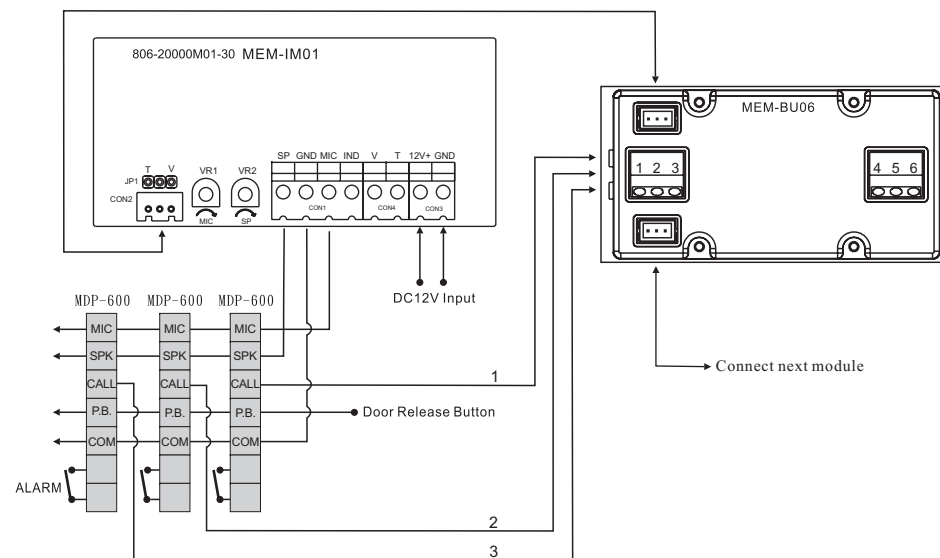 806-20000M01-30 MEM-IM01
MEM-BU06
SP GND MIC IND V T 12V+ GND
T V
JP1
VR1 VR2
CON2
CON1 CON4 CON3
MIC SP
1 2 3
4 5 6
DC12V Input
MDP-600 MDP-600 MDP-600
MIC MIC MIC
SPK SPK SPK
CALL CALL CALL
1
Connect next module
P.B. P.B. P.B.
Door Release Button
COM COM COM
ALARM
2
3